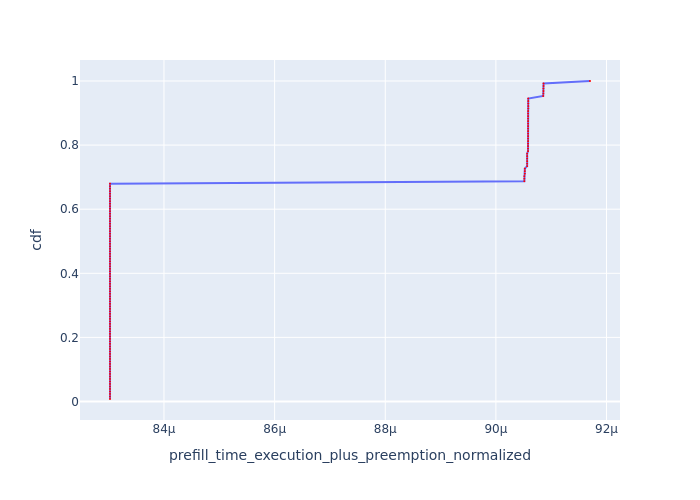 1
0.8
0.6
0.4
0.2
0
84μ
86μ
88μ
90μ
92μ
cdf
prefill_time_execution_plus_preemption_normalized